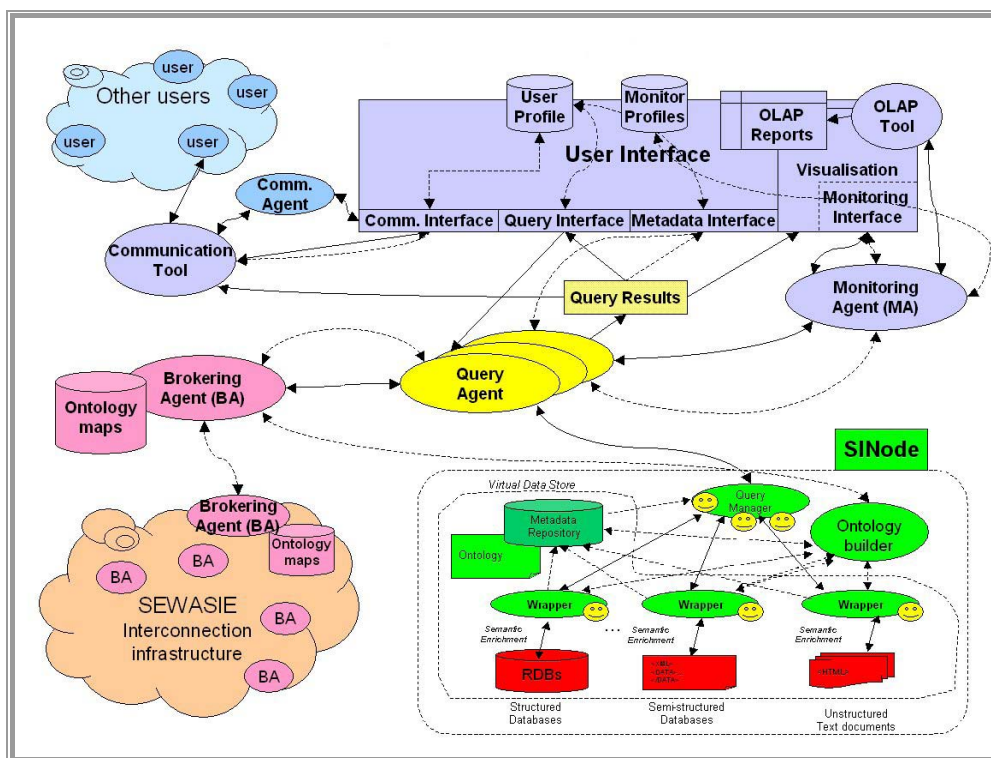 user
Other users
user
user
user
User
Profile
Monitor
Profiles
OLAP
Reports
OLAP
Tool
User Interface
Visualisation
Monitoring
Interface
Comm.
Agent
Comm. Interface
Query Interface
Metadata Interface
Communication
Tool
Query Results
Monitoring
Agent (MA)
Brokering
Agent (BA)
Ontology
maps
Query
Agent
SINode
Brokering
Agent (BA)
Ontology
maps
BA
BA
BA
BA
SEWASIE
Interconnection
infrastructure
Virtual Data Store
Metadata
Repository
Ontology
Query
Manager
Ontology
builder
Wrapper
Wrapper
Wrapper
Semantic
Enrichment
...
Semantic
Enrichment
Semantic
Enrichment
RDBs
<DATA>
</DATA>
<HTML>
Structured
Databases
Semi-structured
Databases
Unstructured
Text documents